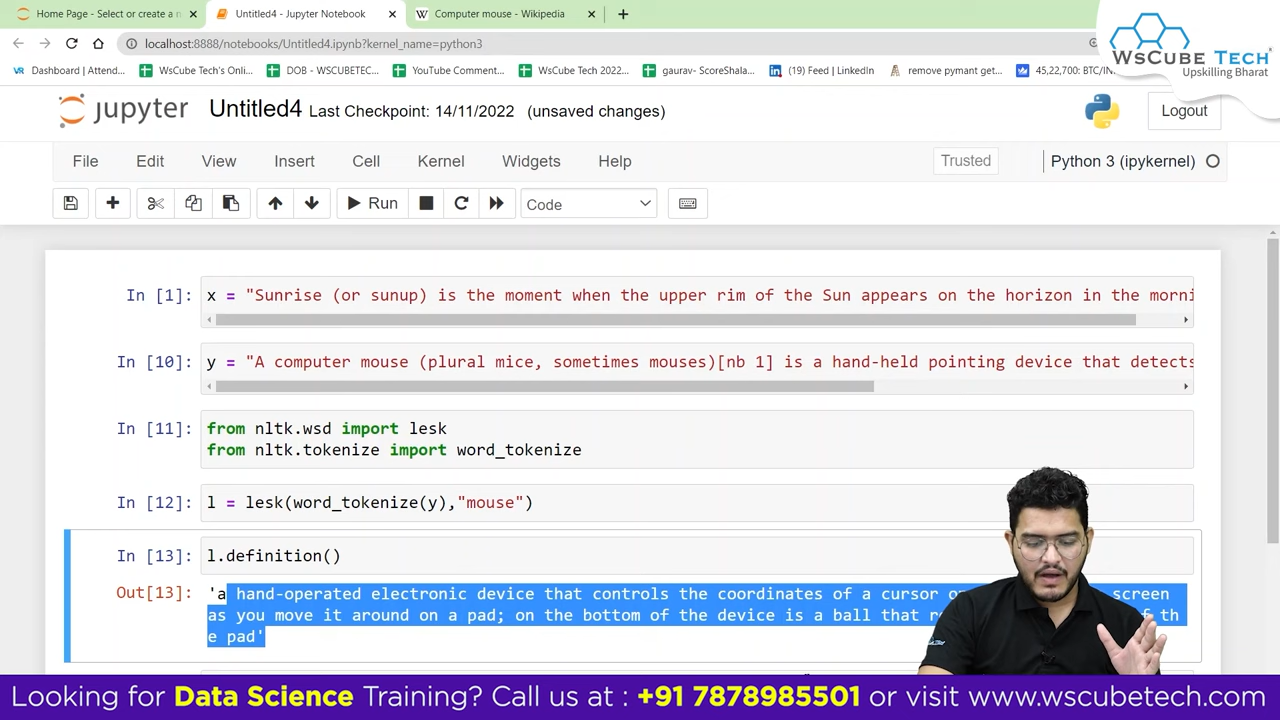 Home Page - Select or create a n
Untitled4 - Jupyter Notebook
Computer mouse - Wikipedia
localhost:8888/notebooks/Untitled4.ipynb?kernel_name=python3
WsCube Tech
Upskilling Bharat
Dashboard | Attend...
WsCube Tech's Onli...
DOB - WSCUBETEC...
YouTube Comment...
WsCube Tech 2022...
gaurav- ScoreShala...
(19) Feed | LinkedIn
remove pymant get...
45,22,700: BTC/IN
jupyter Untitled4 Last Checkpoint: 14/11/2022 (unsaved changes)
Logout
File Edit View Insert Cell Kernel Widgets Help
Trusted
Python 3 (ipykernel)
Run
Code
In [1]: x = "Sunrise (or sunup) is the moment when the upper rim of the Sun appears on the horizon in the morni
In [10]: y = "A computer mouse (plural mice, sometimes mouses)[nb 1] is a hand-held pointing device that detects
In [11]: from nltk.wsd import lesk
from nltk.tokenize import word_tokenize
In [12]: l = lesk(word_tokenize(y),"mouse")
In [13]: l.definition()
Out[13]: 'a hand-operated electronic device that controls the coordinates of a cursor screen
as you move it around on a pad; on the bottom of the device is a ball that th
e pad'
Looking for Data Science Training? Call us at : +91 7878985501 or visit www.wscubetech.com